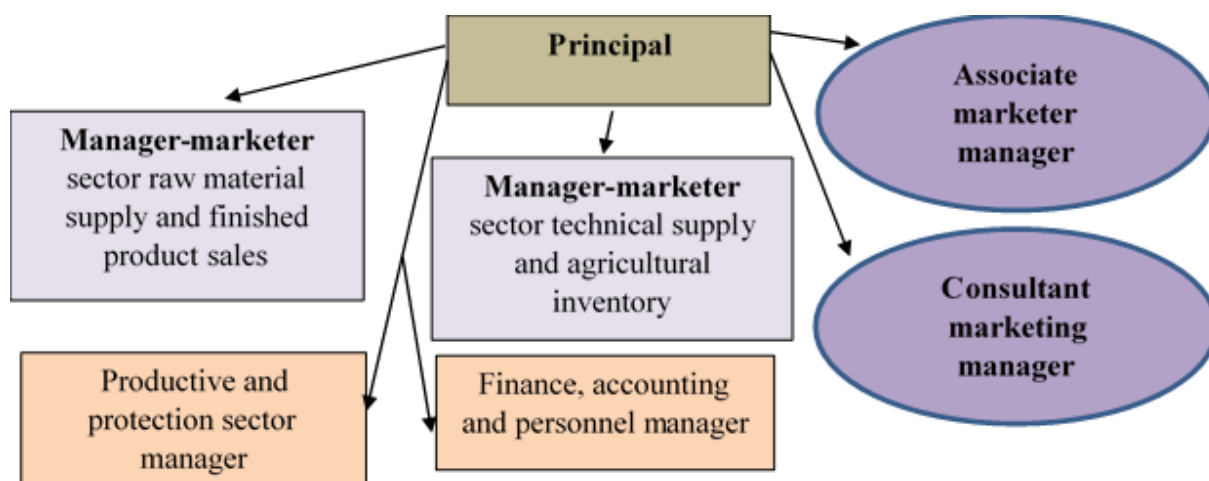 Principal
Manager-marketer
sector raw material
supply and finished
product sales
Manager-marketer
sector technical supply
and agricultural
inventory
Associate
marketer
manager
Consultant
marketing
manager
Productive and
protection sector
manager
Finance, accounting
and personnel manager